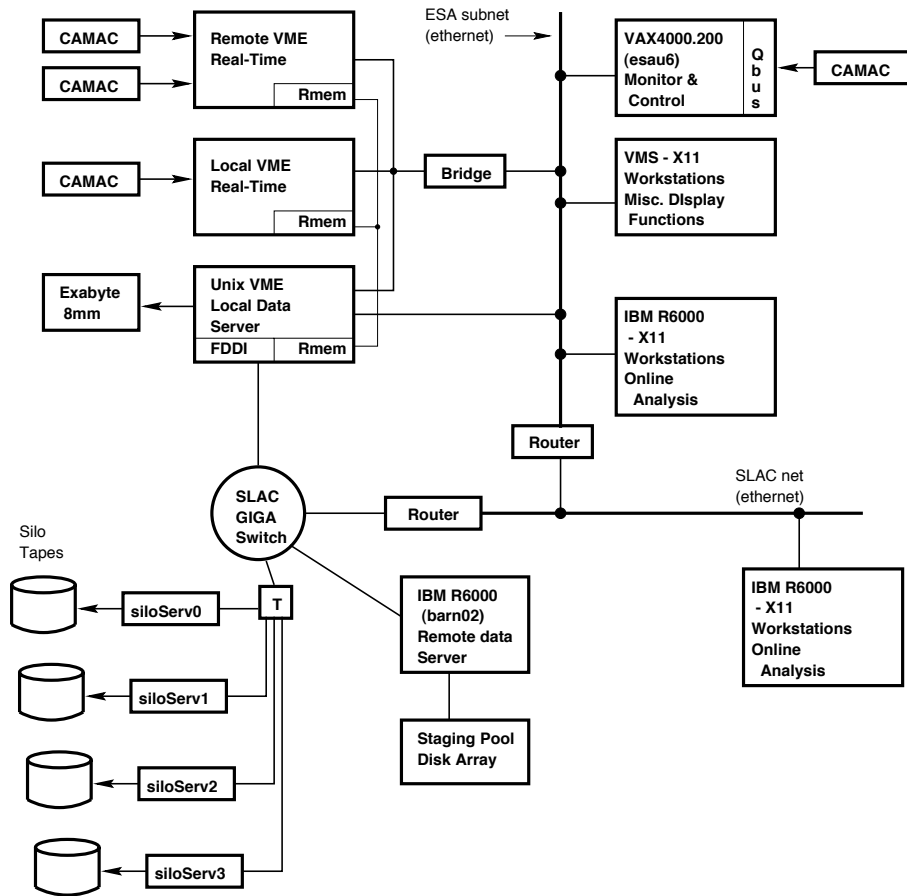 ESA subnet
(ethernet)
CAMAC
CAMAC
Remote VME
Real-Time
Rmem
VAX4000.200
(esau6)
Monitor &
Control
Q
b
u
s
CAMAC
CAMAC
Local VME
Real-Time
Rmem
Bridge
VMS - X11
Workstations
Misc. DIsplay
Functions
Exabyte
8mm
Unix VME
Local Data
Server
FDDI
Rmem
IBM R6000
- X11
Workstations
Online
Analysis
Router
SLAC
GIGA
Switch
Router
SLAC net
(ethernet)
Silo
Tapes
siloServ0
T
IBM R6000
(barn02)
Remote data
Server
IBM R6000
- X11
Workstations
Online
Analysis
siloServ1
Staging Pool
Disk Array
siloServ2
siloServ3